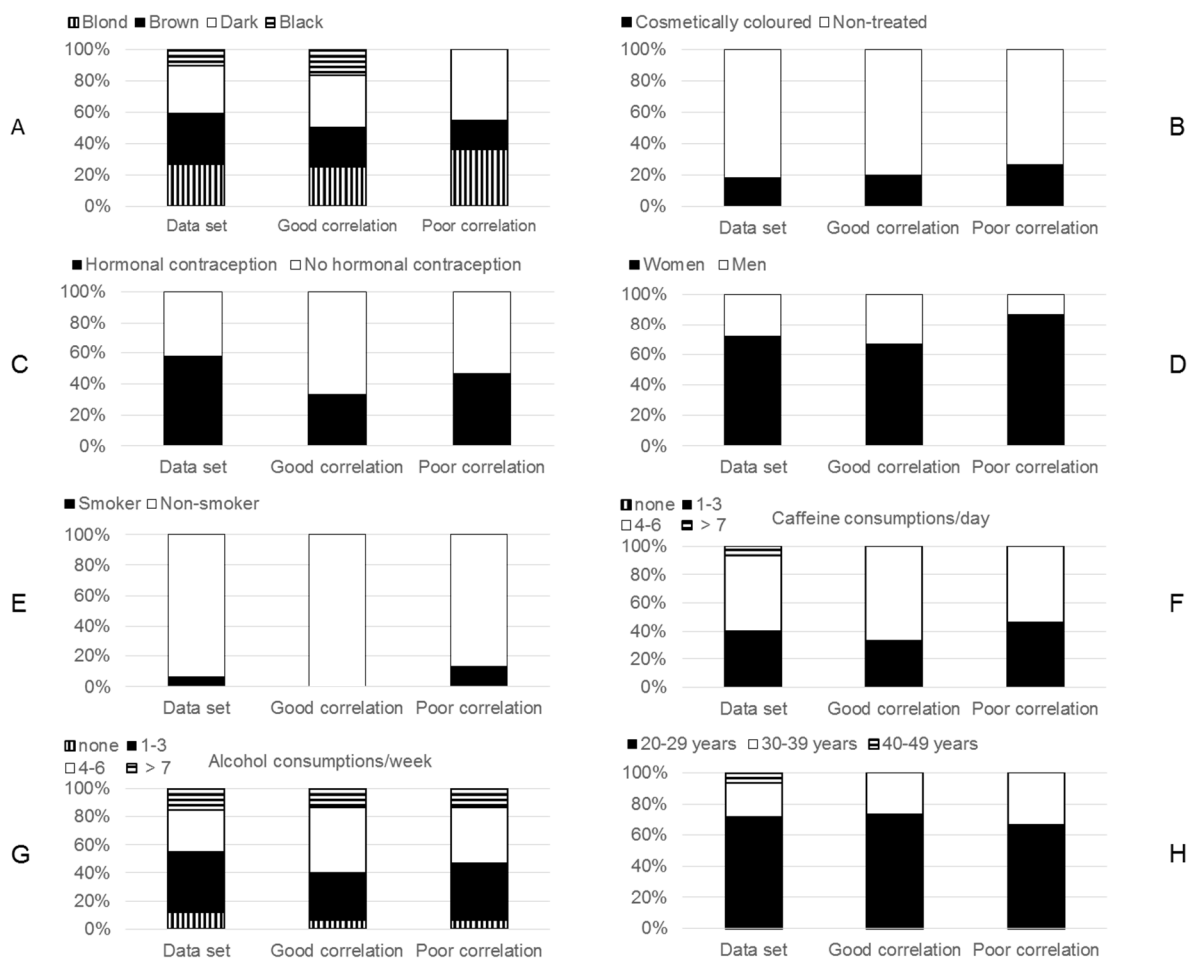 Blond Brown Dark Black
100%
80%
60%
40%
20%
0%
Data set Good correlation Poor correlation
A
Cosmetically coloured Non-treated
100%
80%
60%
40%
20%
0%
Data set Good correlation Poor correlation
B
Hormonal contraception No hormonal contraception
100%
80%
60%
40%
20%
0%
Data set Good correlation Poor correlation
C
Women Men
100%
80%
60%
40%
20%
0%
Data set Good correlation Poor correlation
D
Smoker Non-smoker
100%
80%
60%
40%
20%
0%
Data set Good correlation Poor correlation
E
none 1-3
4-6 > 7
Caffeine consumptions/day
100%
80%
60%
40%
20%
0%
Data set Good correlation Poor correlation
F
none 1-3
4-6 > 7
Alcohol consumptions/week
100%
80%
60%
40%
20%
0%
Data set Good correlation Poor correlation
G
20-29 years 30-39 years 40-49 years
100%
80%
60%
40%
20%
0%
Data set Good correlation Poor correlation
H